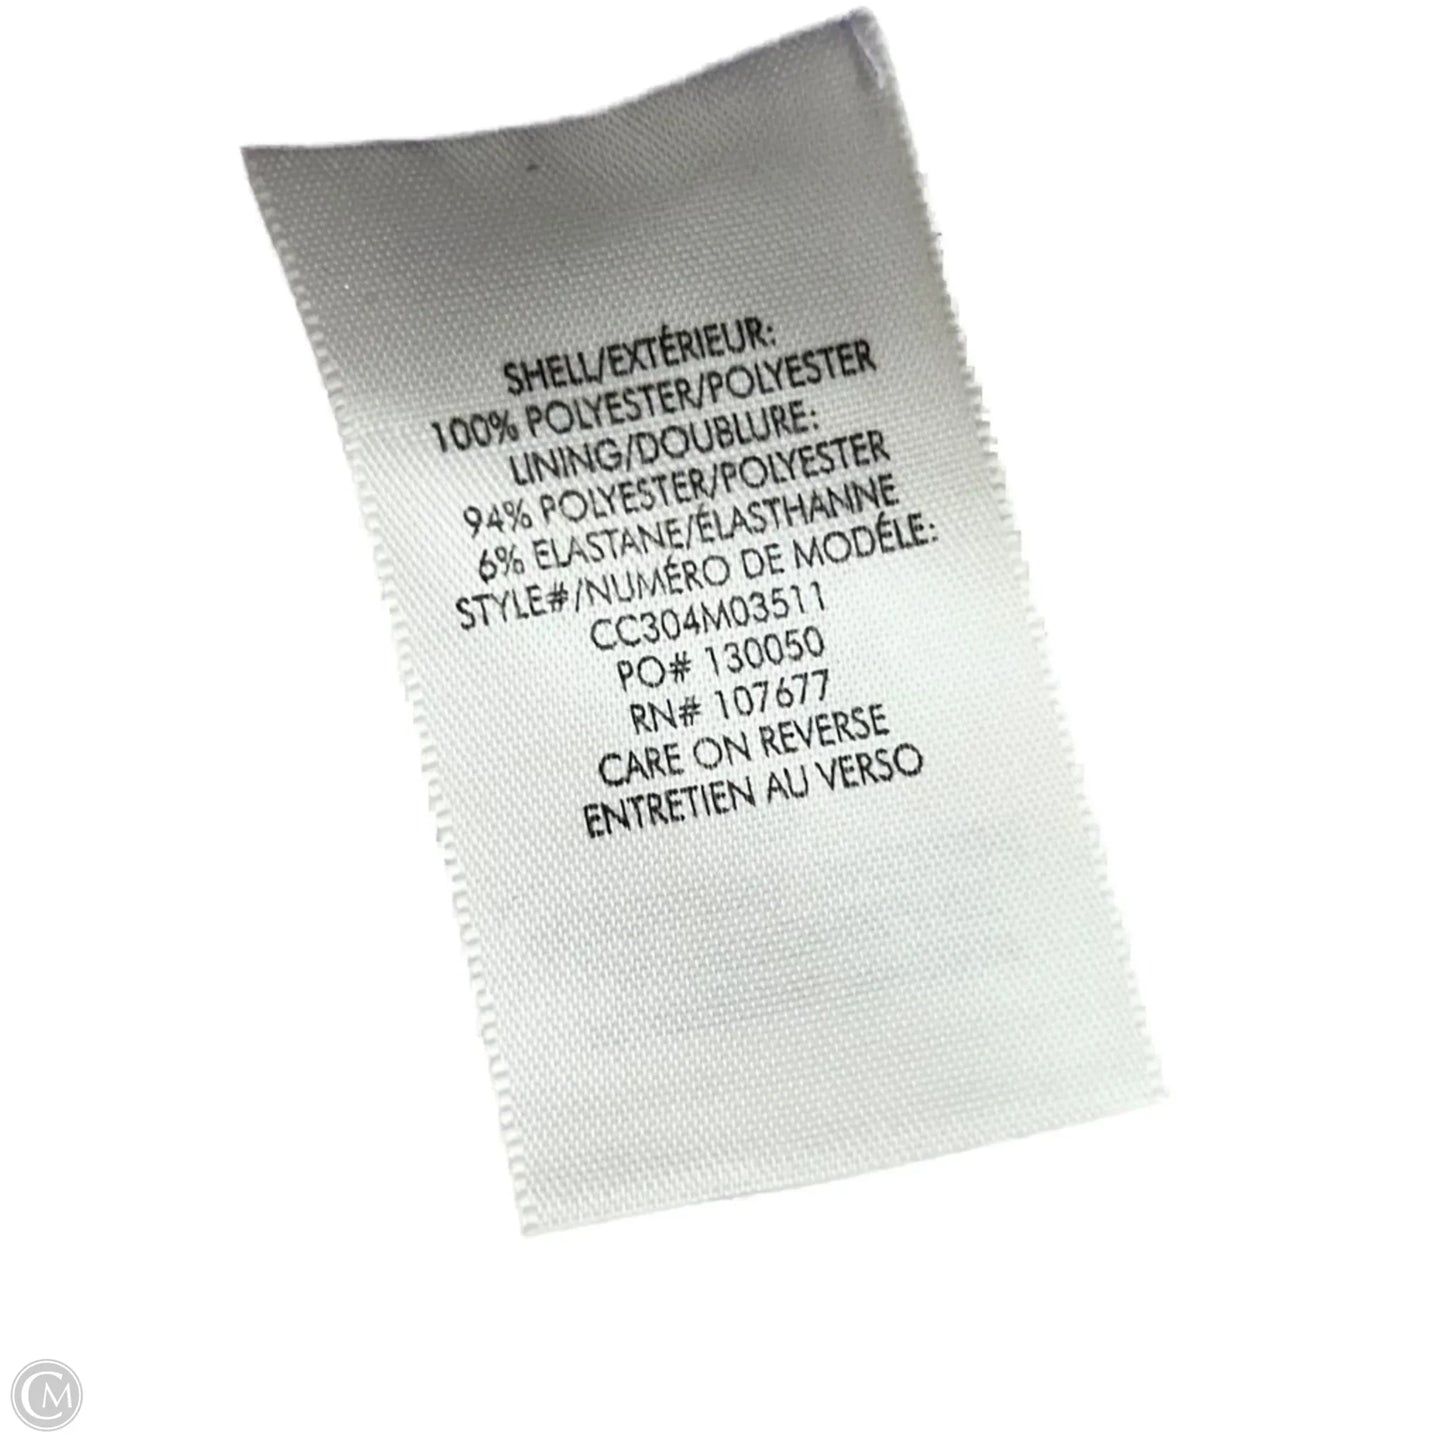 SHELL/EXTÉRIEUR:
100% POLYESTER/POLYESTER
LINING/DOUBLURE:
94% POLYESTER/POLYESTER
6% ELASTANE/ÉLASTHANNE
STYLE#/NUMÉRO DE MODÉLE:
CC304M03511
PO# 130050
RN# 107677
CARE ON REVERSE
ENTRETIEN AU VERSO
CM